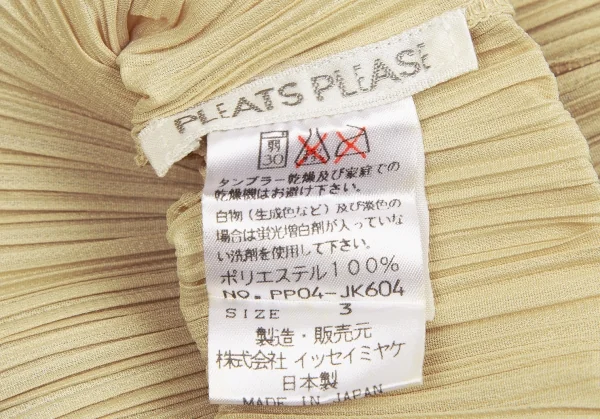 PLEATS PLEASE
弱
30
タンブラー乾燥及び家庭での
乾燥機はお避け下さい。
白物(生成色など)及び淡色の
場合は蛍光増白剤が入っていな
い洗剤を使用して下さい。
ポリエステル100%
NO. PP04-JK604
SIZE 3
製造・販売元
株式会社 イッセイミヤケ
日本製
MADE IN JAPAN